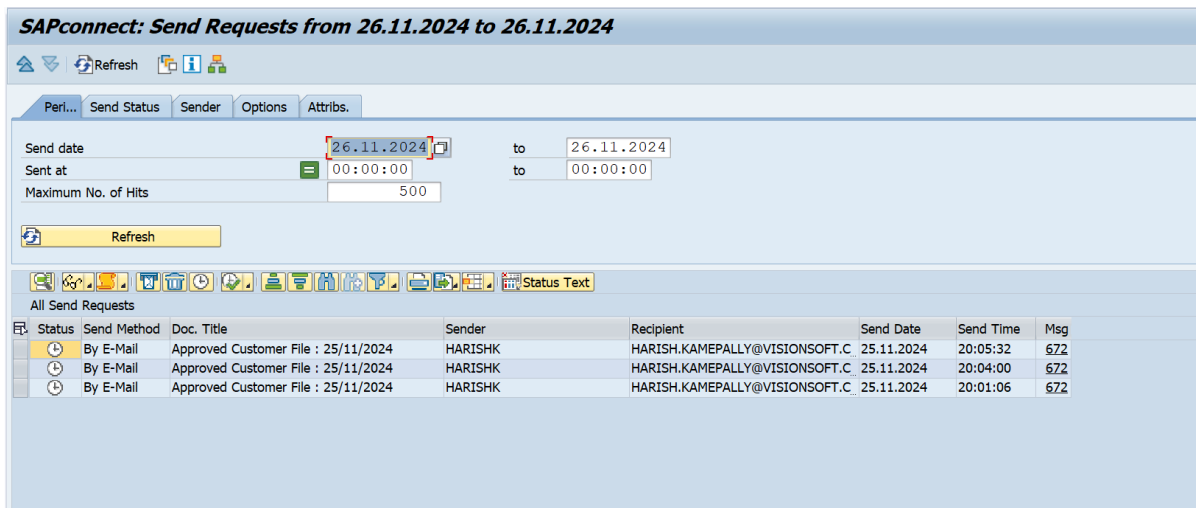 SAPconnect: Send Requests from 26.11.2024 to 26.11.2024
Refresh
Peri... Send Status Sender Options Attribs.
Send date 26.11.2024 to 26.11.2024
Sent at 00:00:00 to 00:00:00
Maximum No. of Hits 500
Refresh
Status Text
All Send Requests
Status Send Method Doc. Title Sender Recipient Send Date Send Time Msg
By E-Mail Approved Customer File : 25/11/2024 HARISHK HARISH.KAMEPALLY@VISIONSOFT.C 25.11.2024 20:05:32 672
By E-Mail Approved Customer File : 25/11/2024 HARISHK HARISH.KAMEPALLY@VISIONSOFT.C 25.11.2024 20:04:00 672
By E-Mail Approved Customer File : 25/11/2024 HARISHK HARISH.KAMEPALLY@VISIONSOFT.C 25.11.2024 20:01:06 672